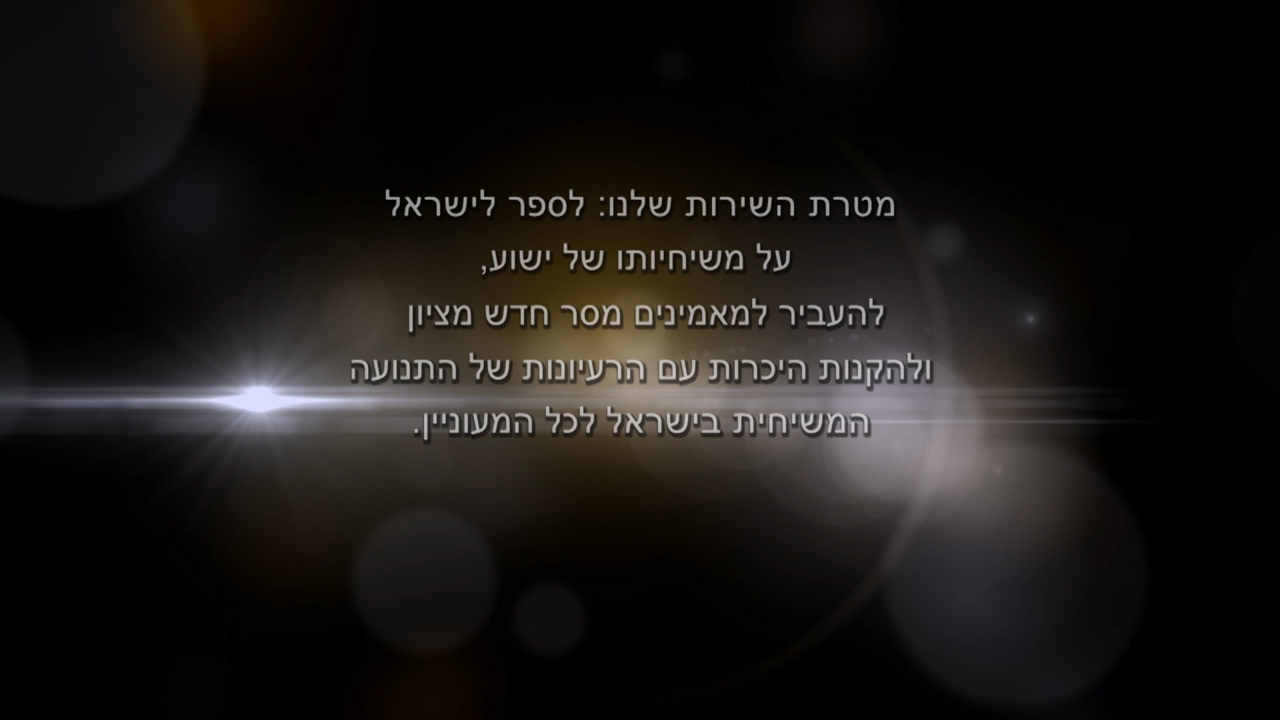 מטרת השירות שלנו: לספר לישראל
על משיחיותו של ישוע,
להעביר למאמינים מסר חדש מציון
ולהקנות היכרות עם הרעיונות של התנועה
המשיחית בישראל לכל המעוניין.